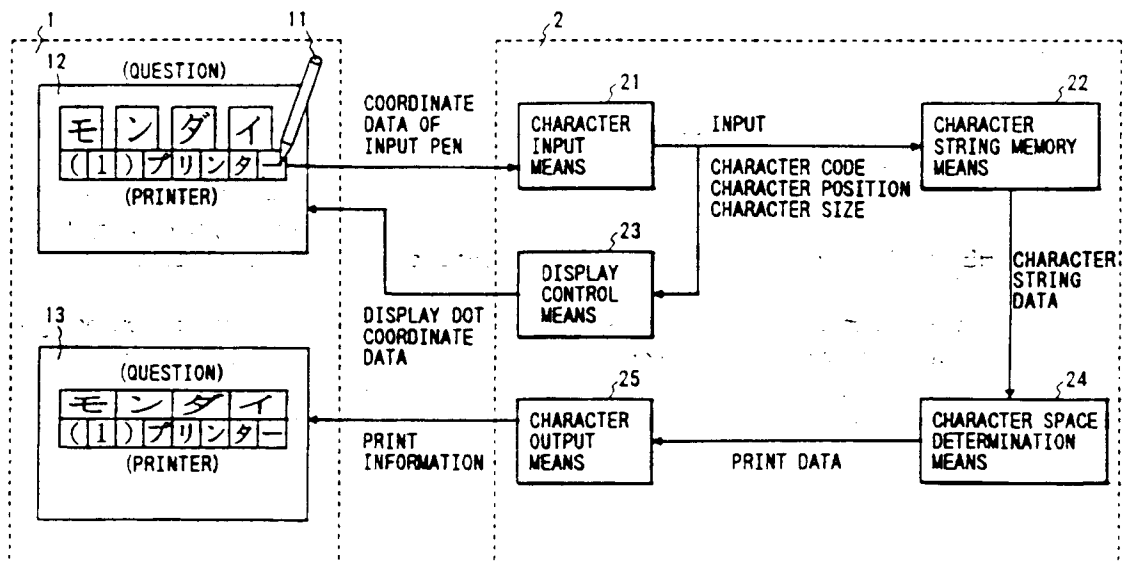 1
11
2
12
(QUESTION)
モンダイ
(1)プリンター
(PRINTER)
COORDINATE
DATA OF
INPUT PEN
21
CHARACTER
INPUT
MEANS
INPUT
CHARACTER CODE
CHARACTER POSITION
CHARACTER SIZE
22
CHARACTER
STRING MEMORY
MEANS
23
DISPLAY
CONTROL
MEANS
DISPLAY DOT
COORDINATE
DATA
CHARACTER
STRING
DATA
13
(QUESTION)
モンダイ
(1)プリンター
(PRINTER)
PRINT
INFORMATION
25
CHARACTER
OUTPUT
MEANS
PRINT DATA
24
CHARACTER SPACE
DETERMINATION
MEANS